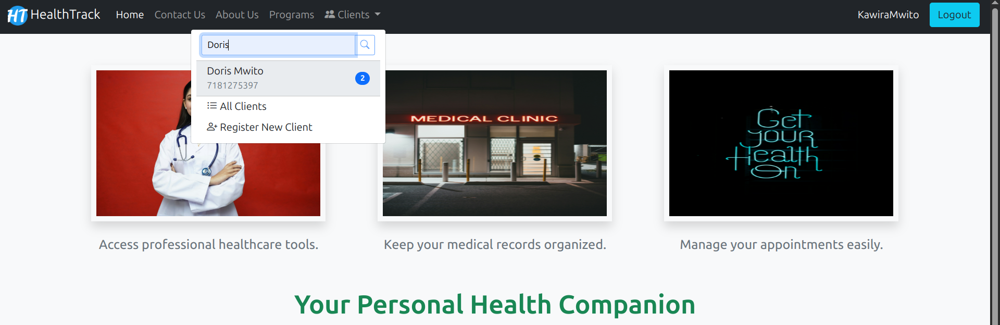 HT HealthTrack Home Contact Us About Us Programs Clients KawiraMwito Logout
Doris
Doris Mwito
2
7181275397
All Clients
Register New Client
MEDICAL CLINIC
Get
your
Health
On
Access professional healthcare tools. Keep your medical records organized. Manage your appointments easily.
Your Personal Health Companion